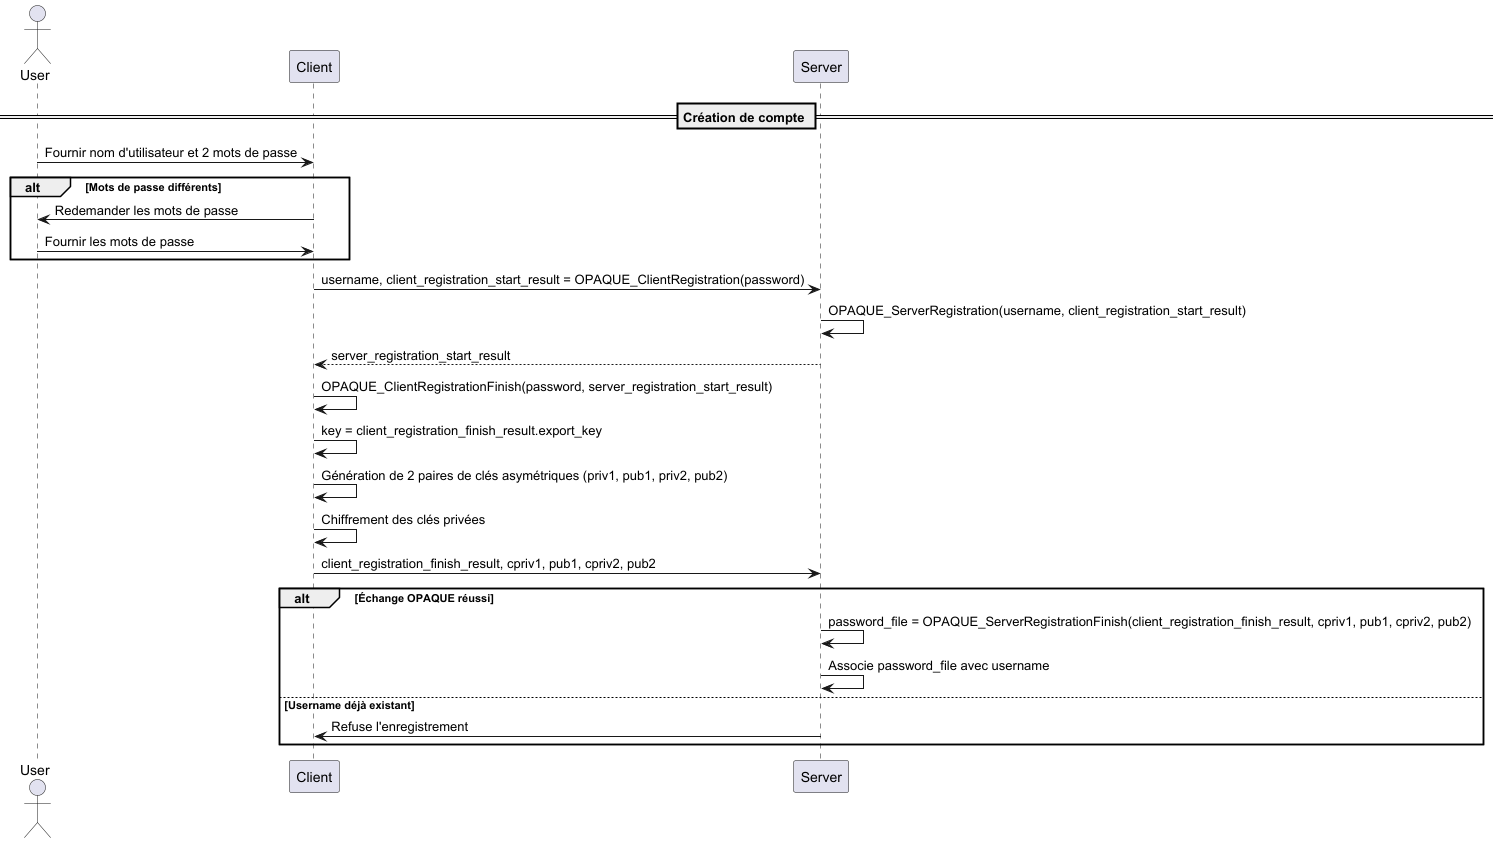 User
Client
Server
Création de compte
Fournir nom d'utilisateur et 2 mots de passe
alt [Mots de passe différents]
Redemander les mots de passe
Fournir les mots de passe
username, client_registration_start_result = OPAQUE_ClientRegistration(password)
OPAQUE_ServerRegistration(username, client_registration_start_result)
server_registration_start_result
OPAQUE_ClientRegistrationFinish(password, server_registration_start_result)
key = client_registration_finish_result.export_key
Génération de 2 paires de clés asymétriques (priv1, pub1, priv2, pub2)
Chiffrement des clés privées
client_registration_finish_result, cpriv1, pub1, cpriv2, pub2
alt [Échange OPAQUE réussi]
password_file = OPAQUE_ServerRegistrationFinish(client_registration_finish_result, cpriv1, pub1, cpriv2, pub2)
Associe password_file avec username
[Username déjà existant]
Refuse l'enregistrement
User
Client
Server